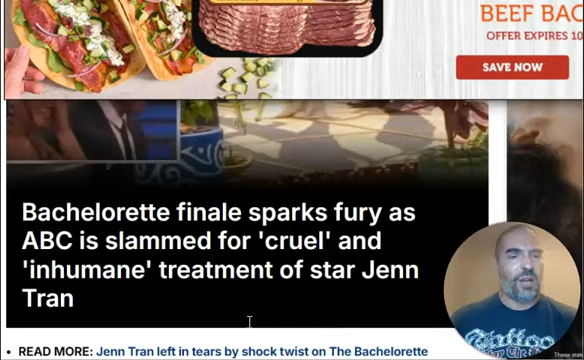 BEEF BAC
OFFER EXPIRES 10
SAVE NOW
Bachelorette finale sparks fury as
ABC is slammed for 'cruel' and
'inhumane' treatment of star Jenn
Tran
• READ MORE: Jenn Tran left in tears by shock twist on The Bachelorette
Tattoo